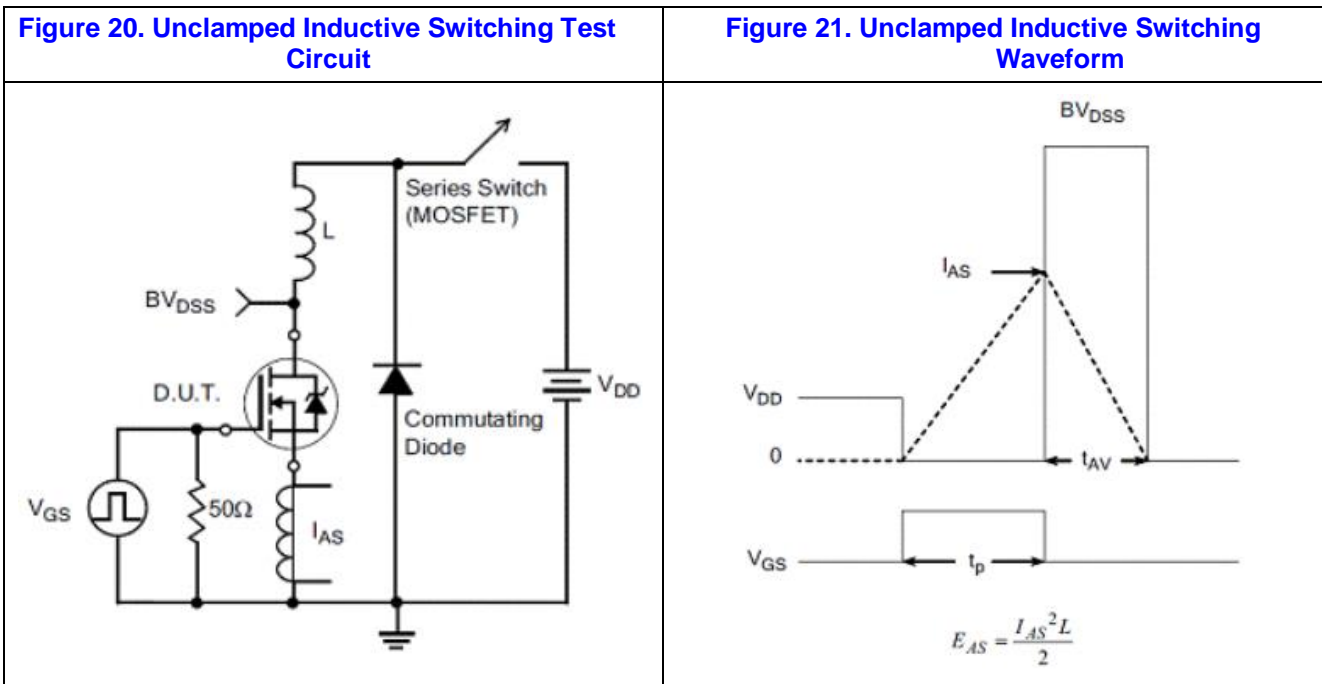 Figure 20. Unclamped Inductive Switching Test
Circuit
Figure 21. Unclamped Inductive Switching
Waveform
Series Switch
(MOSFET)
L
BVDSS
D.U.T.
VDD
Commutating
Diode
VGS
50Ω
IAS
BVDSS
IAS
VDD
0
tAV
VGS
tp
EAS = IAS²L
2